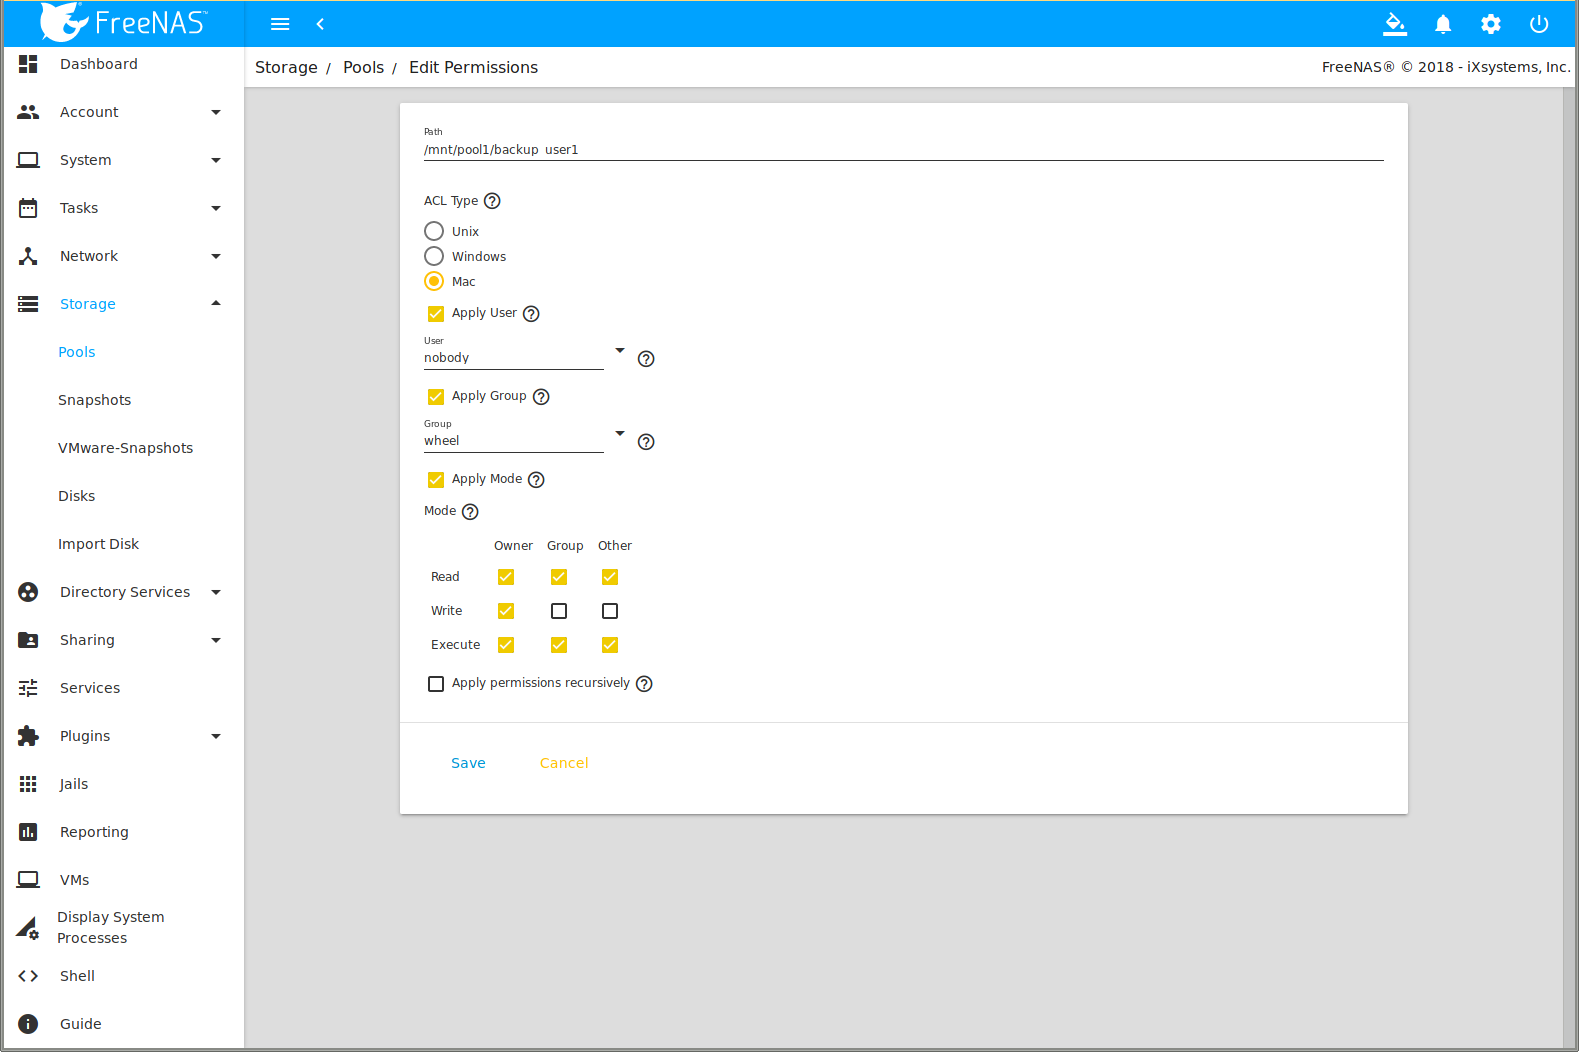 FreeNAS™
Storage / Pools / Edit Permissions
FreeNAS® © 2018 - iXsystems, Inc.
Dashboard
Account
System
Tasks
Network
Storage
Pools
Snapshots
VMware-Snapshots
Disks
Import Disk
Directory Services
Sharing
Services
Plugins
Jails
Reporting
VMs
Display System
Processes
Shell
Guide
Path
/mnt/pool1/backup_user1
ACL Type
Unix
Windows
Mac
Apply User
User
nobody
Apply Group
Group
wheel
Apply Mode
Mode
Owner Group Other
Read
Write
Execute
Apply permissions recursively
Save Cancel